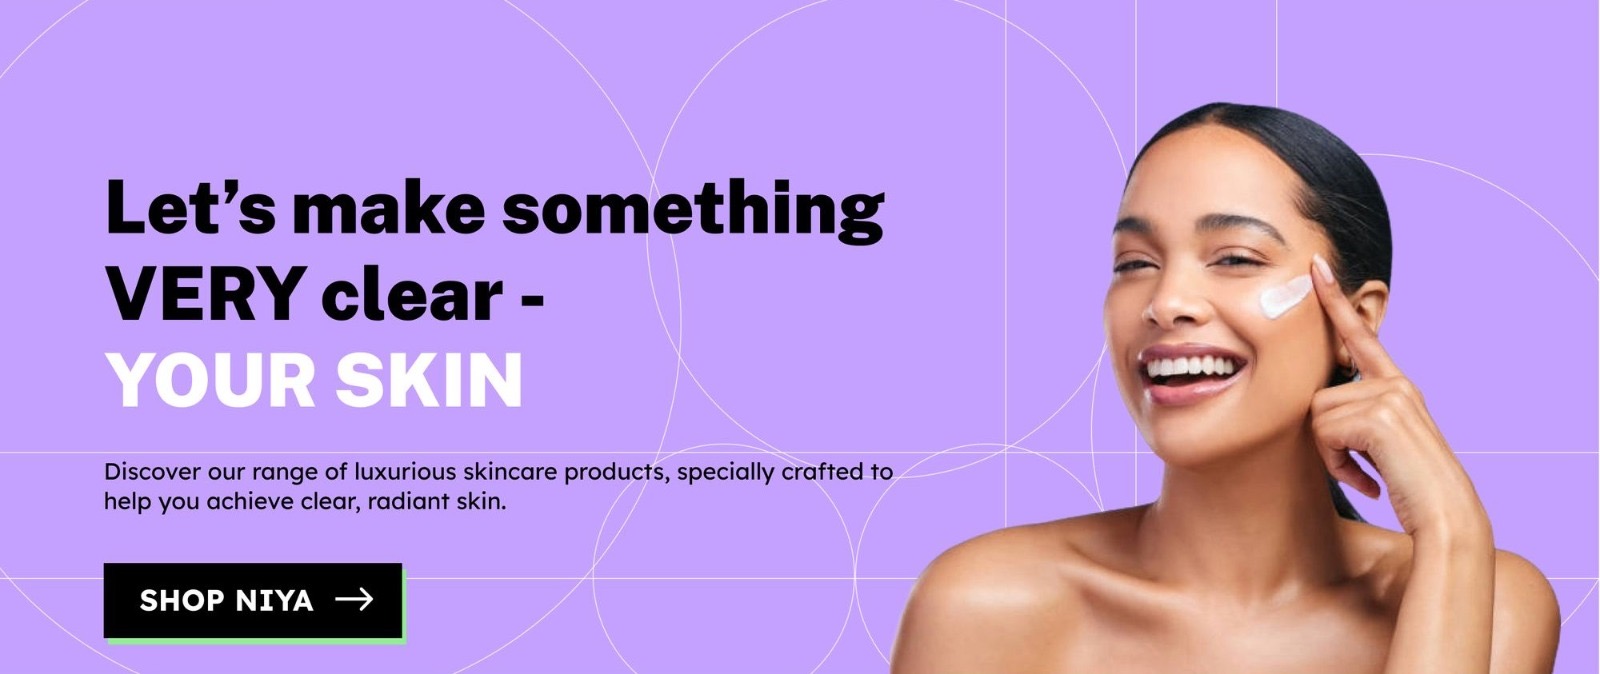 Let’s make something
VERY clear -
YOUR SKIN
Discover our range of luxurious skincare products, specially crafted to
help you achieve clear, radiant skin.
SHOP NIYA →